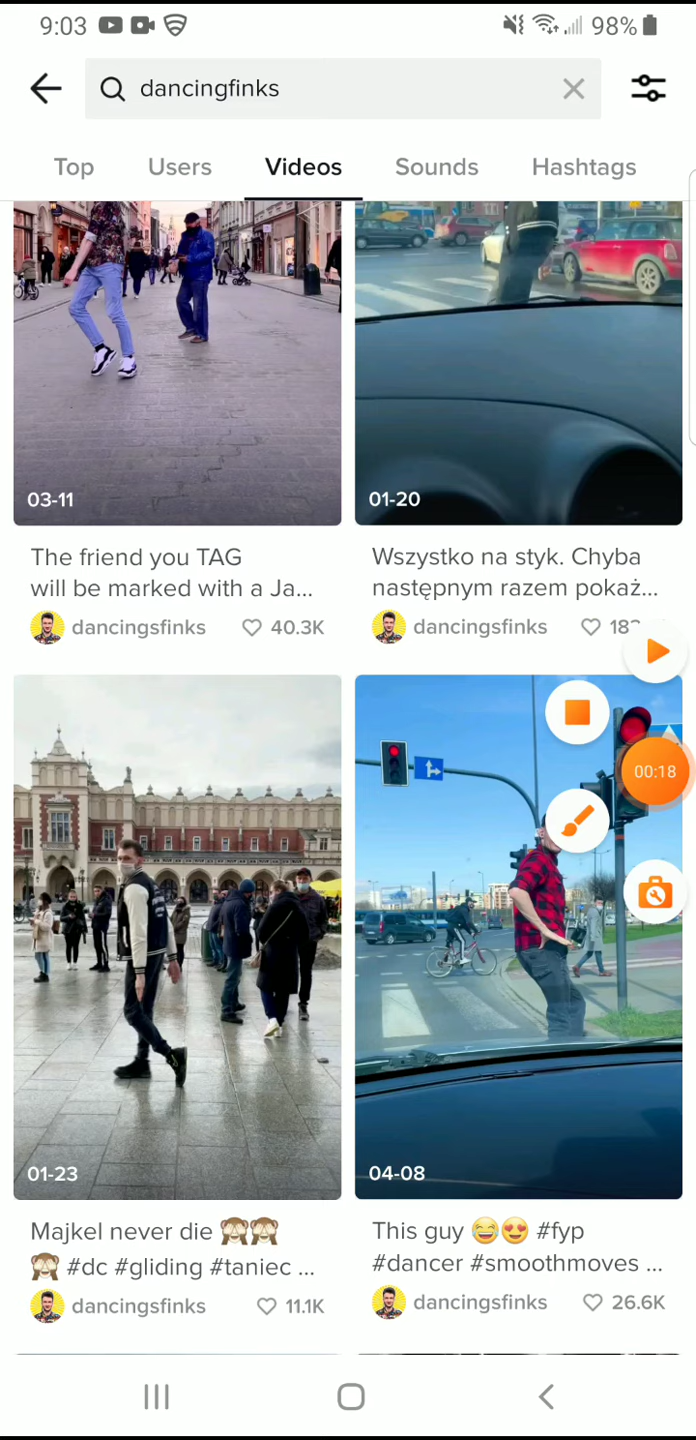 9:03 98%
dancingfinks
Top Users Videos Sounds Hashtags
03-11
01-20
The friend you TAG
will be marked with a Ja...
dancingsfinks 40.3K
Wszystko na styk. Chyba
następnym razem pokaż...
dancingsfinks
00:18
01-23
04-08
Majkel never die 🙈🙈
🙈 #dc #gliding #taniec ...
dancingsfinks 11.1K
This guy 😂😍 #fyp
#dancer #smoothmoves ...
dancingsfinks 26.6K